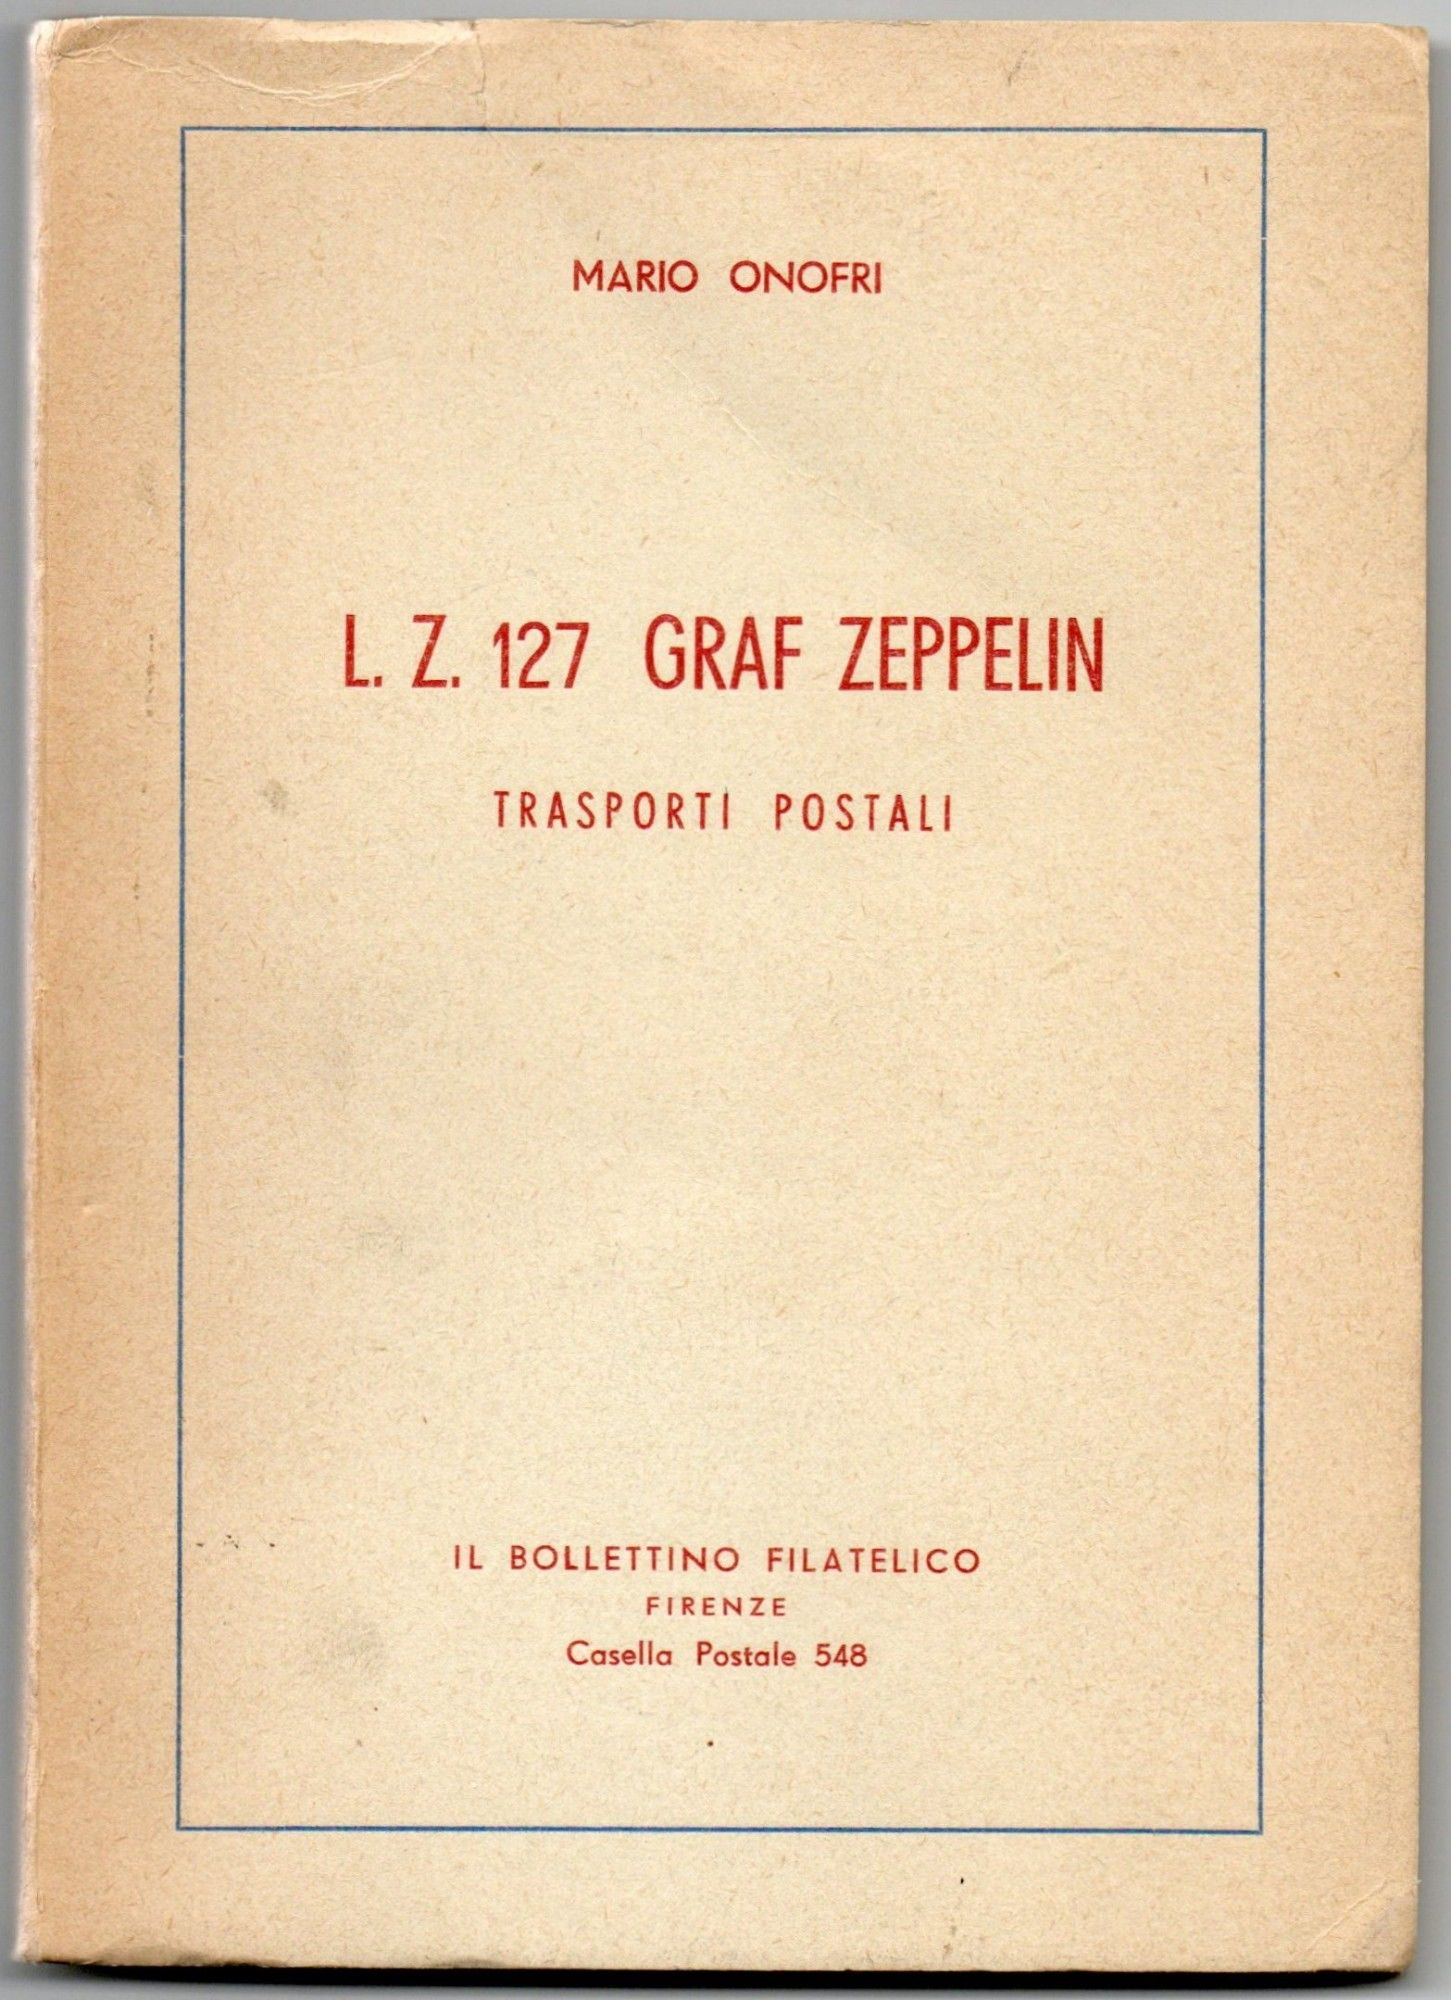 MARIO ONOFRI
L. Z. 127 GRAF ZEPPELIN
TRASPORTI POSTALI
IL BOLLETTINO FILATELICO
FIRENZE
Casella Postale 548